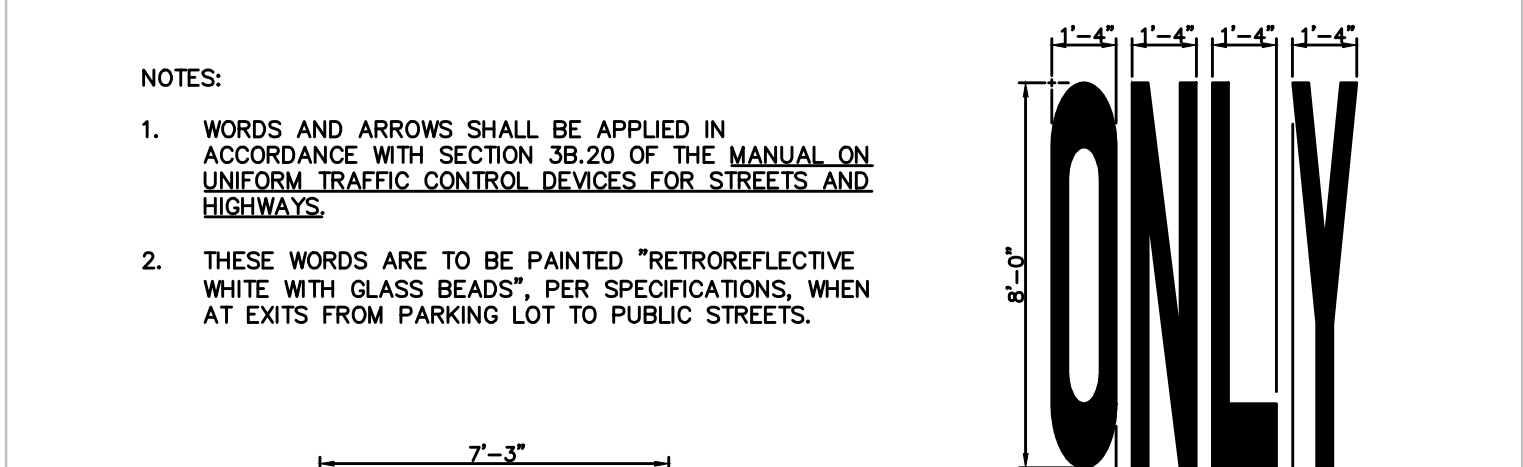 1'-4" 1'-4" 1'-4" 1'-4"
NOTES:
1. WORDS AND ARROWS SHALL BE APPLIED IN
ACCORDANCE WITH SECTION 3B.20 OF THE MANUAL ON
UNIFORM TRAFFIC CONTROL DEVICES FOR STREETS AND
HIGHWAYS.
2. THESE WORDS ARE TO BE PAINTED "RETROREFLECTIVE
WHITE WITH GLASS BEADS", PER SPECIFICATIONS, WHEN
AT EXITS FROM PARKING LOT TO PUBLIC STREETS.
ONLY
8'-0"
7'-3"